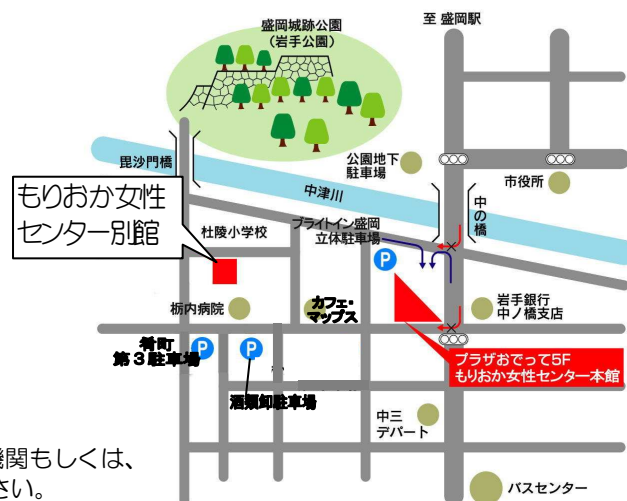 盛岡城跡公園
（岩手公園）
至 盛岡駅
毘沙門橋
公園地下
駐車場
市役所
中津川
中の橋
もりおか女性
センター別館
杜陵小学校
ブライトイン盛岡
立体駐車場
P
栃内病院
カフェ・
マップス
岩手銀行
中ノ橋支店
肴町
第３駐車場
P
P
酒類卸駐車場
プラザおでって5F
もりおか女性センター本館
中三
デパート
機関もしくは、
さい。
バスセンター